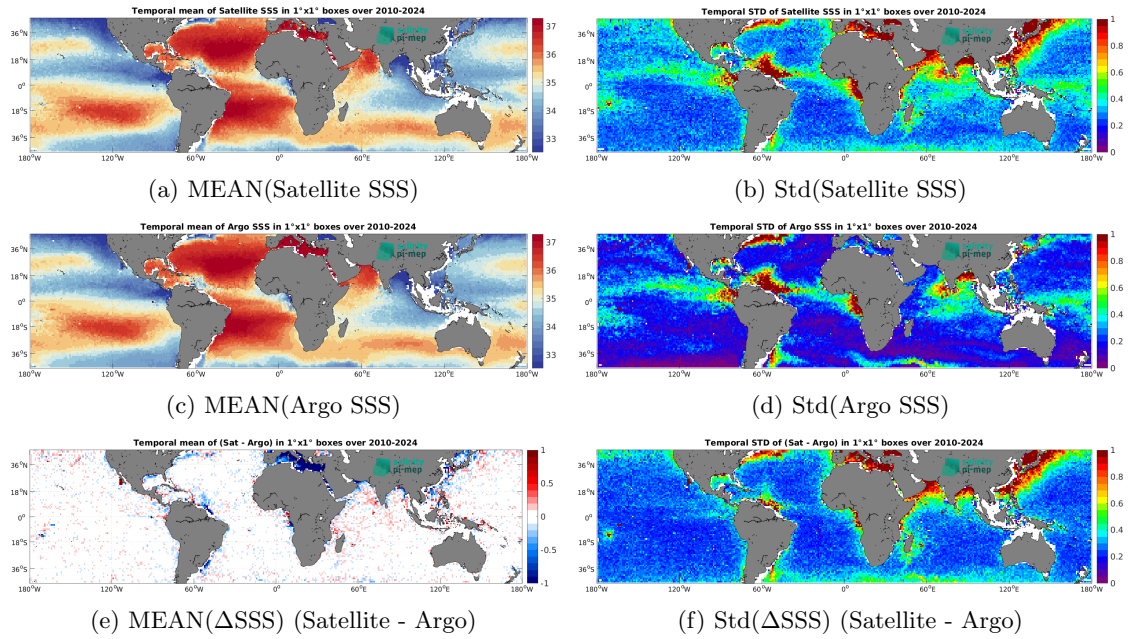 Temporal mean of Satellite SSS in 1°x1° boxes over 2010-2024
36°N
18°N
0°
18°S
36°S
180°W 120°W 60°W 0° 60°E 120°E 180°W
37
36
35
34
33
pi-mep
(a) MEAN(Satellite SSS)
Temporal STD of Satellite SSS in 1°x1° boxes over 2010-2024
36°N
18°N
0°
18°S
36°S
180°W 120°W 60°W 0° 60°E 120°E 180°W
1
0.8
0.6
0.4
0.2
0
pi-mep
(b) Std(Satellite SSS)
Temporal mean of Argo SSS in 1°x1° boxes over 2010-2024
36°N
18°N
0°
18°S
36°S
180°W 120°W 60°W 0° 60°E 120°E 180°W
37
36
35
34
33
pi-mep
(c) MEAN(Argo SSS)
Temporal STD of Argo SSS in 1°x1° boxes over 2010-2024
36°N
18°N
0°
18°S
36°S
180°W 120°W 60°W 0° 60°E 120°E 180°W
1
0.8
0.6
0.4
0.2
0
pi-mep
(d) Std(Argo SSS)
Temporal mean of (Sat - Argo) in 1°x1° boxes over 2010-2024
36°N
18°N
0°
18°S
36°S
180°W 120°W 60°W 0° 60°E 120°E 180°W
1
0.5
0.2
0
-0.2
-0.5
-1
pi-mep
(e) MEAN(ΔSSS) (Satellite - Argo)
Temporal STD of (Sat - Argo) in 1°x1° boxes over 2010-2024
36°N
18°N
0°
18°S
36°S
180°W 120°W 60°W 0° 60°E 120°E 180°W
1
0.8
0.6
0.4
0.2
0
pi-mep
(f) Std(ΔSSS) (Satellite - Argo)